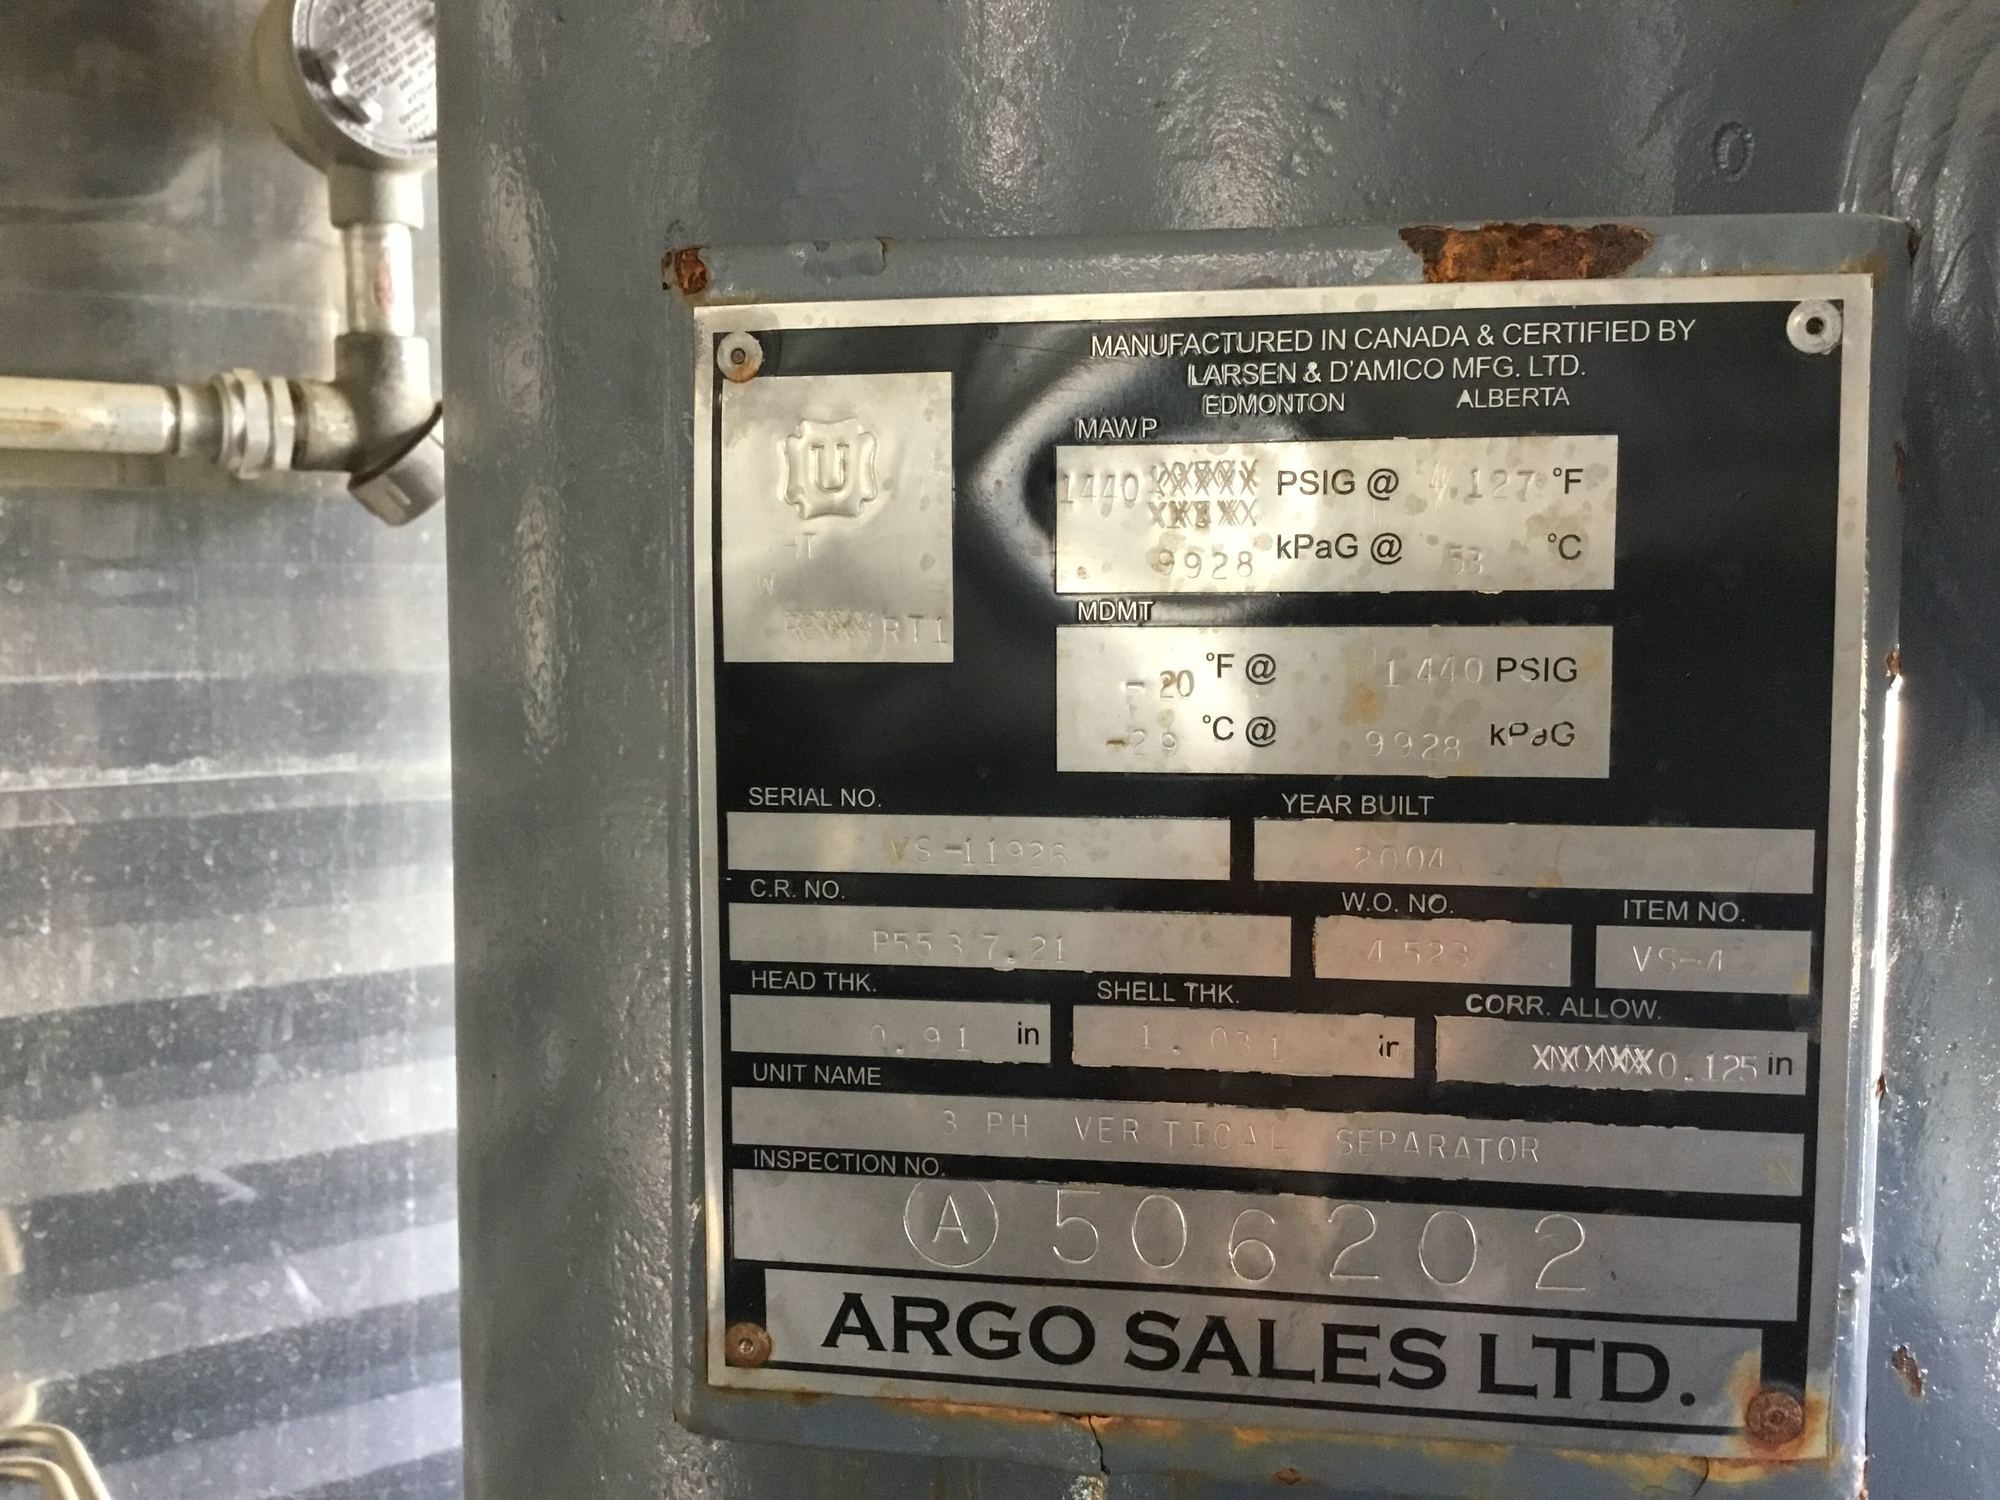 MANUFACTURED IN CANADA & CERTIFIED BY
LARSEN & D'AMICO MFG. LTD.
EDMONTON ALBERTA
U
HT
W
RT1
MAWP
1440 PSIG @ 127 °F
9928 kPaG @ 53 °C
MDMT
-20 °F @ 1440 PSIG
-29 °C @ 9928 kPaG
SERIAL NO. YEAR BUILT
VS-11926 2004
C.R. NO. W.O. NO. ITEM NO.
P5537.21 4523 VS-4
HEAD THK. SHELL THK. CORR. ALLOW.
0.91 in 1.031 in 0.125 in
UNIT NAME
3 PH VERTICAL SEPARATOR
INSPECTION NO.
A 506202
ARGO SALES LTD.